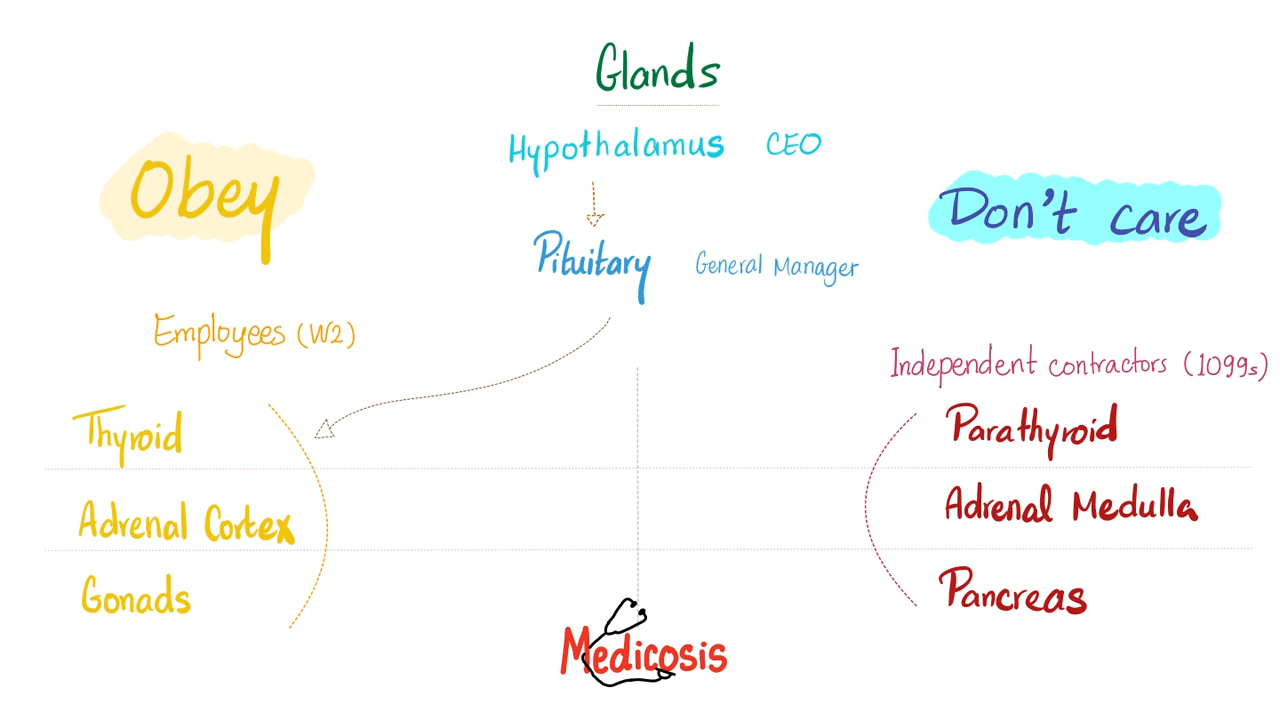 Glands
Hypothalamus CEO
Obey
Don't care
Pituitary General Manager
Employees (W2)
Independent contractors (1099s)
Thyroid
Parathyroid
Adrenal Cortex
Adrenal Medulla
Gonads
Pancreas
Medicosis